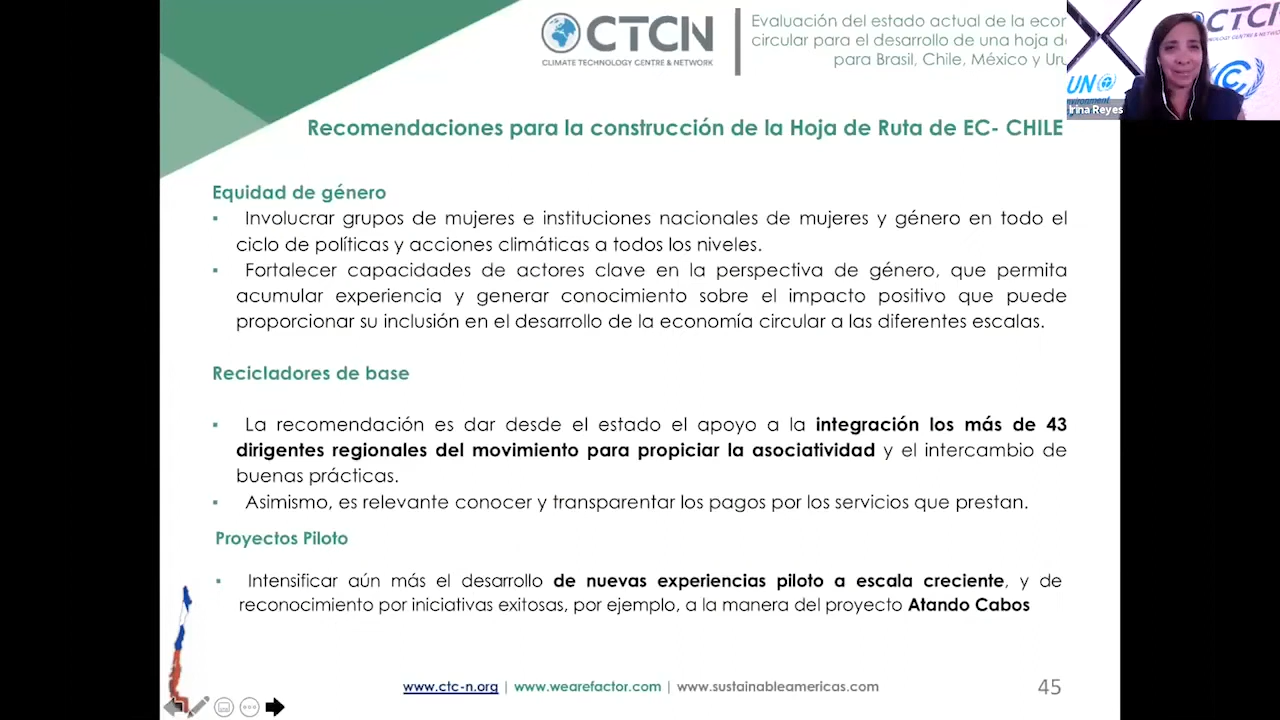 CTCN
CLIMATE TECHNOLOGY CENTRE & NETWORK
Evaluación del estado actual de la
circular para el desarrollo de una hoja
para Brasil, Chile, México y
CTCN
UN
environment
Irina Reyes
Recomendaciones para la construcción de la Hoja de Ruta de EC- CHILE
Equidad de género
▪ Involucrar grupos de mujeres e instituciones nacionales de mujeres y género en todo el
ciclo de políticas y acciones climáticas a todos los niveles.
▪ Fortalecer capacidades de actores clave en la perspectiva de género, que permita
acumular experiencia y generar conocimiento sobre el impacto positivo que puede
proporcionar su inclusión en el desarrollo de la economía circular a las diferentes escalas.
Recicladores de base
▪ La recomendación es dar desde el estado el apoyo a la integración los más de 43
dirigentes regionales del movimiento para propiciar la asociatividad y el intercambio de
buenas prácticas.
▪ Asimismo, es relevante conocer y transparentar los pagos por los servicios que prestan.
Proyectos Piloto
▪ Intensificar aún más el desarrollo de nuevas experiencias piloto a escala creciente, y de
reconocimiento por iniciativas exitosas, por ejemplo, a la manera del proyecto Atando Cabos
www.ctc-n.org | www.wearefactor.com | www.sustainableamericas.com
45